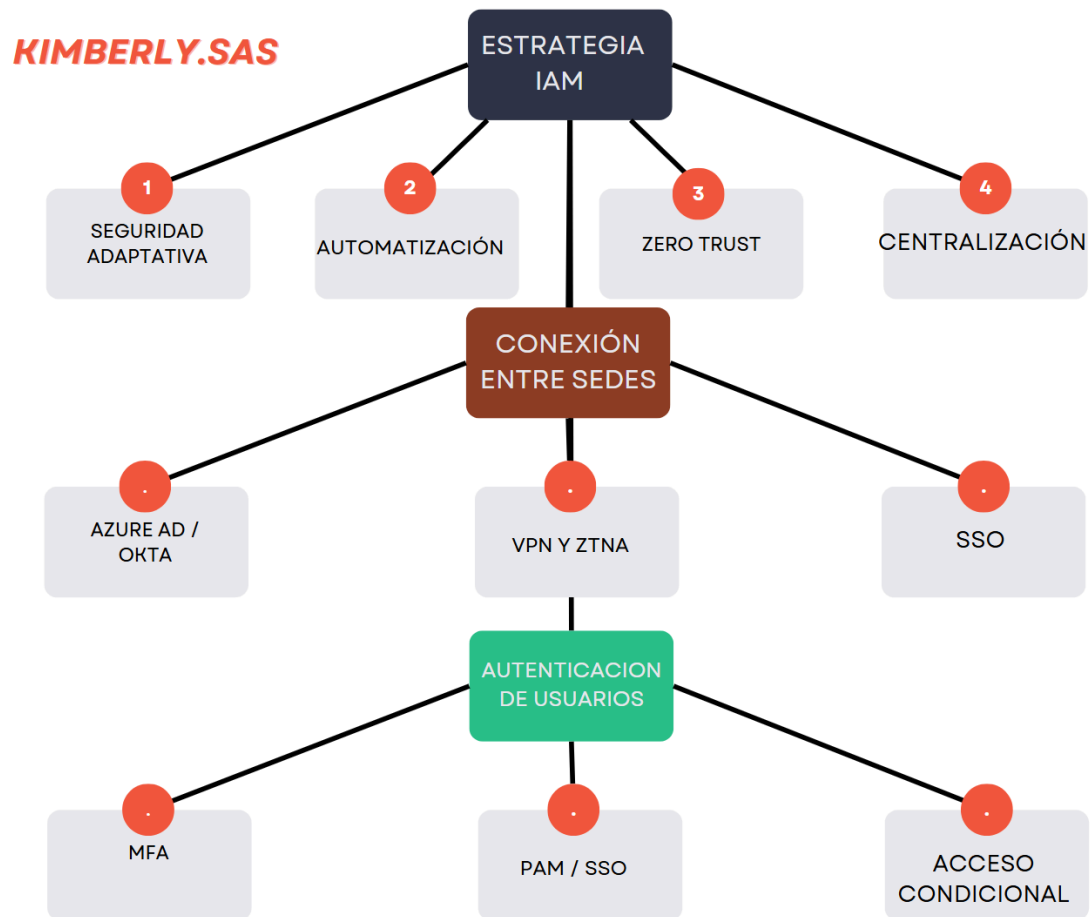 KIMBERLY.SAS
ESTRATEGIA
IAM
1
SEGURIDAD
ADAPTATIVA
2
AUTOMATIZACIÓN
3
ZERO TRUST
4
CENTRALIZACIÓN
CONEXIÓN
ENTRE SEDES
.
AZURE AD /
OKTA
.
VPN Y ZTNA
.
SSO
AUTENTICACION
DE USUARIOS
.
MFA
.
PAM / SSO
.
ACCESO
CONDICIONAL